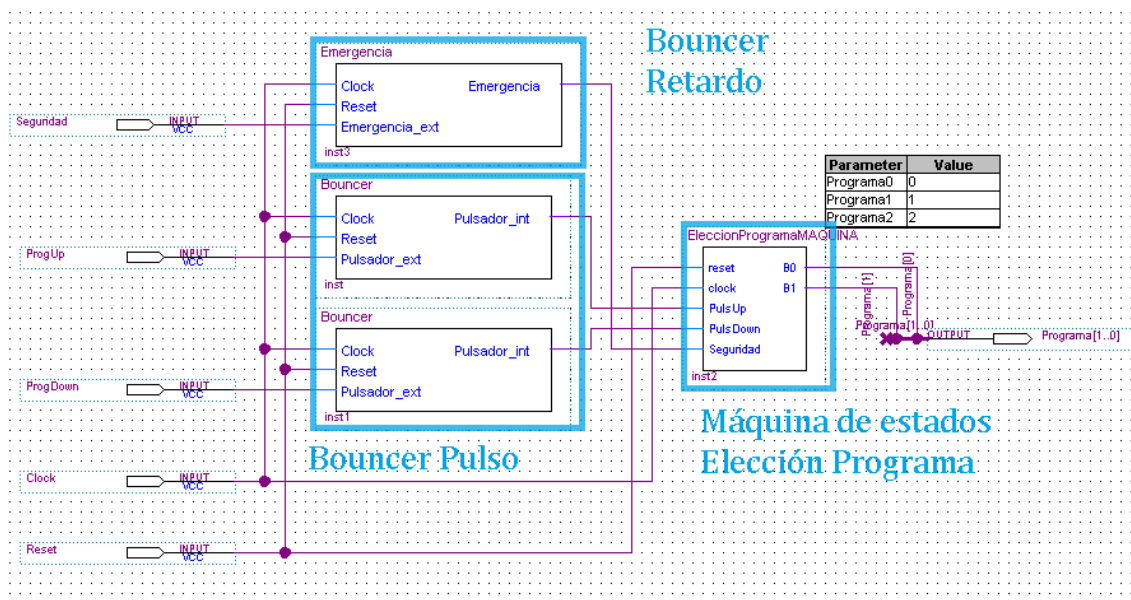 Bouncer
Retardo
Emergencia
Clock Emergencia
Reset
Emergencia_ext
inst3
Seguridad INPUT
VCC
Bouncer
Clock Pulsador_int
Reset
Pulsador_ext
inst
ProgUp INPUT
VCC
Bouncer
Clock Pulsador_int
Reset
Pulsador_ext
inst1
ProgDown INPUT
VCC
Bouncer Pulso
Clock INPUT
VCC
Reset INPUT
VCC
Parameter Value
Programa0 0
Programa1 1
Programa2 2
EleccionProgramaMAQUINA
reset B0
clock B1
PulsUp
PulsDown
Seguridad
inst2
Programa[1]
Programa[0]
Programa[1..0]
OUTPUT Programa[1..0]
Máquina de estados
Elección Programa